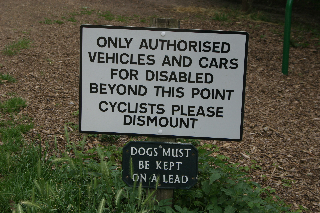 ONLY AUTHORISED
VEHICLES AND CARS
FOR DISABLED
BEYOND THIS POINT
CYCLISTS PLEASE
DISMOUNT
DOGS MUST
BE KEPT
ON A LEAD